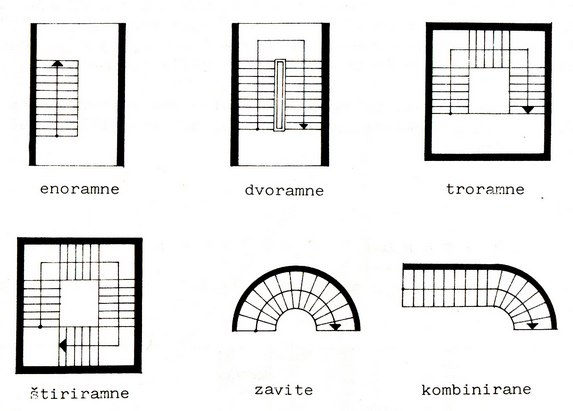 enoramne
dvoramne
troramne
štiriramne
zavite
kombinirane